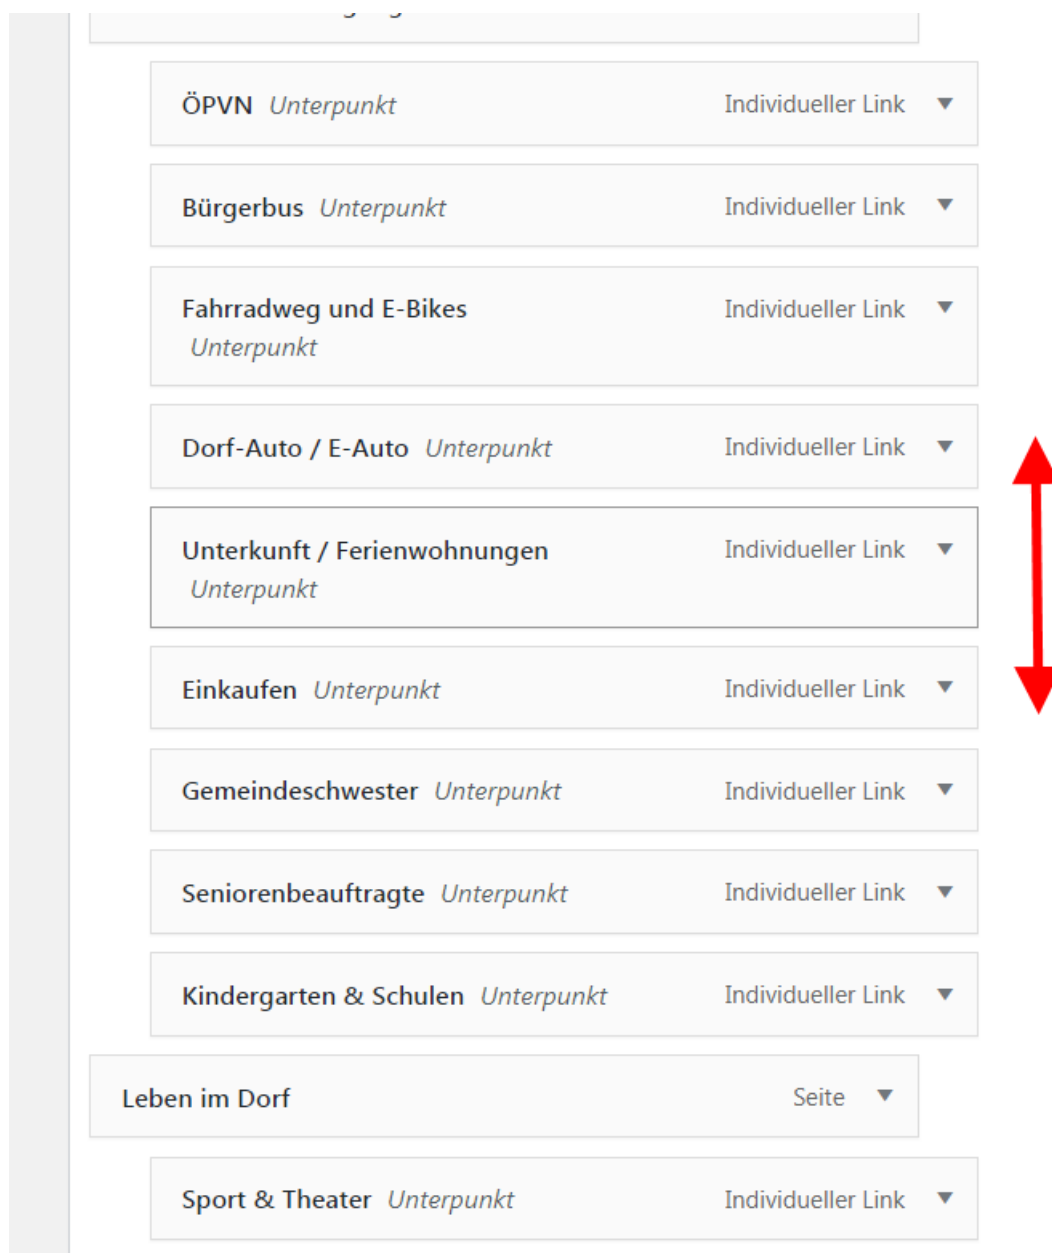 ÖPVN Unterpunkt Individueller Link
Bürgerbus Unterpunkt Individueller Link
Fahrradweg und E-Bikes Individueller Link
Unterpunkt
Dorf-Auto / E-Auto Unterpunkt Individueller Link
Unterkunft / Ferienwohnungen Individueller Link
Unterpunkt
Einkaufen Unterpunkt Individueller Link
Gemeindeschwester Unterpunkt Individueller Link
Seniorenbeauftragte Unterpunkt Individueller Link
Kindergarten & Schulen Unterpunkt Individueller Link
Leben im Dorf Seite
Sport & Theater Unterpunkt Individueller Link